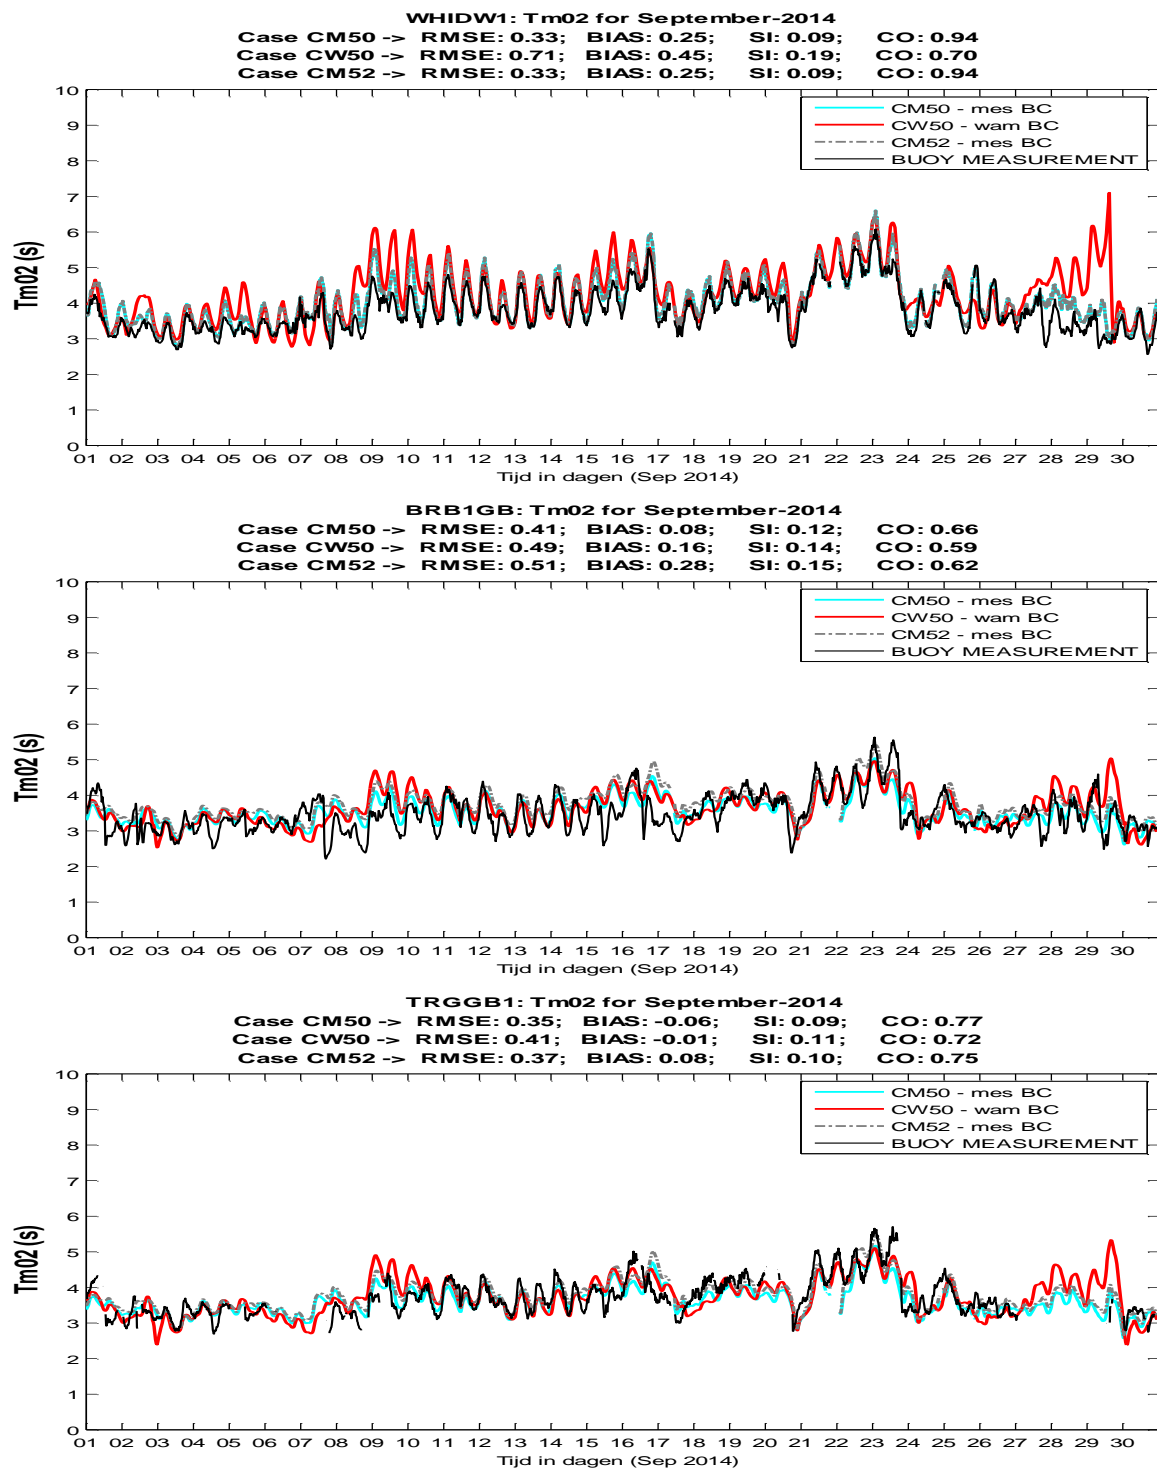 WHIDW1: Tm02 for September-2014
Case CM50 -> RMSE: 0.33; BIAS: 0.25; SI: 0.09; CO: 0.94
Case CW50 -> RMSE: 0.71; BIAS: 0.45; SI: 0.19; CO: 0.70
Case CM52 -> RMSE: 0.33; BIAS: 0.25; SI: 0.09; CO: 0.94
10
9
8
7
6
5
4
3
2
1
0
Tm02 (s)
CM50 - mes BC
CW50 - wam BC
CM52 - mes BC
BUOY MEASUREMENT
01 02 03 04 05 06 07 08 09 10 11 12 13 14 15 16 17 18 19 20 21 22 23 24 25 26 27 28 29 30
Tijd in dagen (Sep 2014)
BRB1GB: Tm02 for September-2014
Case CM50 -> RMSE: 0.41; BIAS: 0.08; SI: 0.12; CO: 0.66
Case CW50 -> RMSE: 0.49; BIAS: 0.16; SI: 0.14; CO: 0.59
Case CM52 -> RMSE: 0.51; BIAS: 0.28; SI: 0.15; CO: 0.62
10
9
8
7
6
5
4
3
2
1
0
Tm02 (s)
CM50 - mes BC
CW50 - wam BC
CM52 - mes BC
BUOY MEASUREMENT
01 02 03 04 05 06 07 08 09 10 11 12 13 14 15 16 17 18 19 20 21 22 23 24 25 26 27 28 29 30
Tijd in dagen (Sep 2014)
TRGGB1: Tm02 for September-2014
Case CM50 -> RMSE: 0.35; BIAS: -0.06; SI: 0.09; CO: 0.77
Case CW50 -> RMSE: 0.41; BIAS: -0.01; SI: 0.11; CO: 0.72
Case CM52 -> RMSE: 0.37; BIAS: 0.08; SI: 0.10; CO: 0.75
10
9
8
7
6
5
4
3
2
1
0
Tm02 (s)
CM50 - mes BC
CW50 - wam BC
CM52 - mes BC
BUOY MEASUREMENT
01 02 03 04 05 06 07 08 09 10 11 12 13 14 15 16 17 18 19 20 21 22 23 24 25 26 27 28 29 30
Tijd in dagen (Sep 2014)